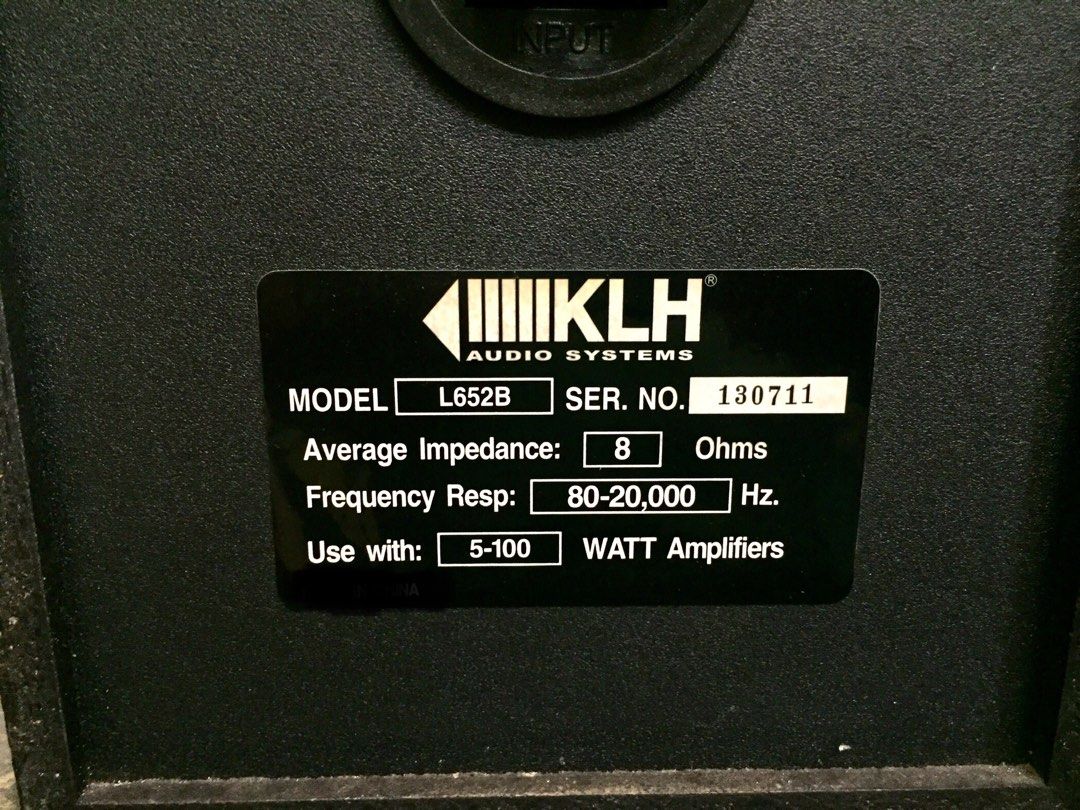 INPUT
KLH®
AUDIO SYSTEMS
MODEL L652B SER. NO. 130711
Average Impedance: 8 Ohms
Frequency Resp: 80-20,000 Hz.
Use with: 5-100 WATT Amplifiers